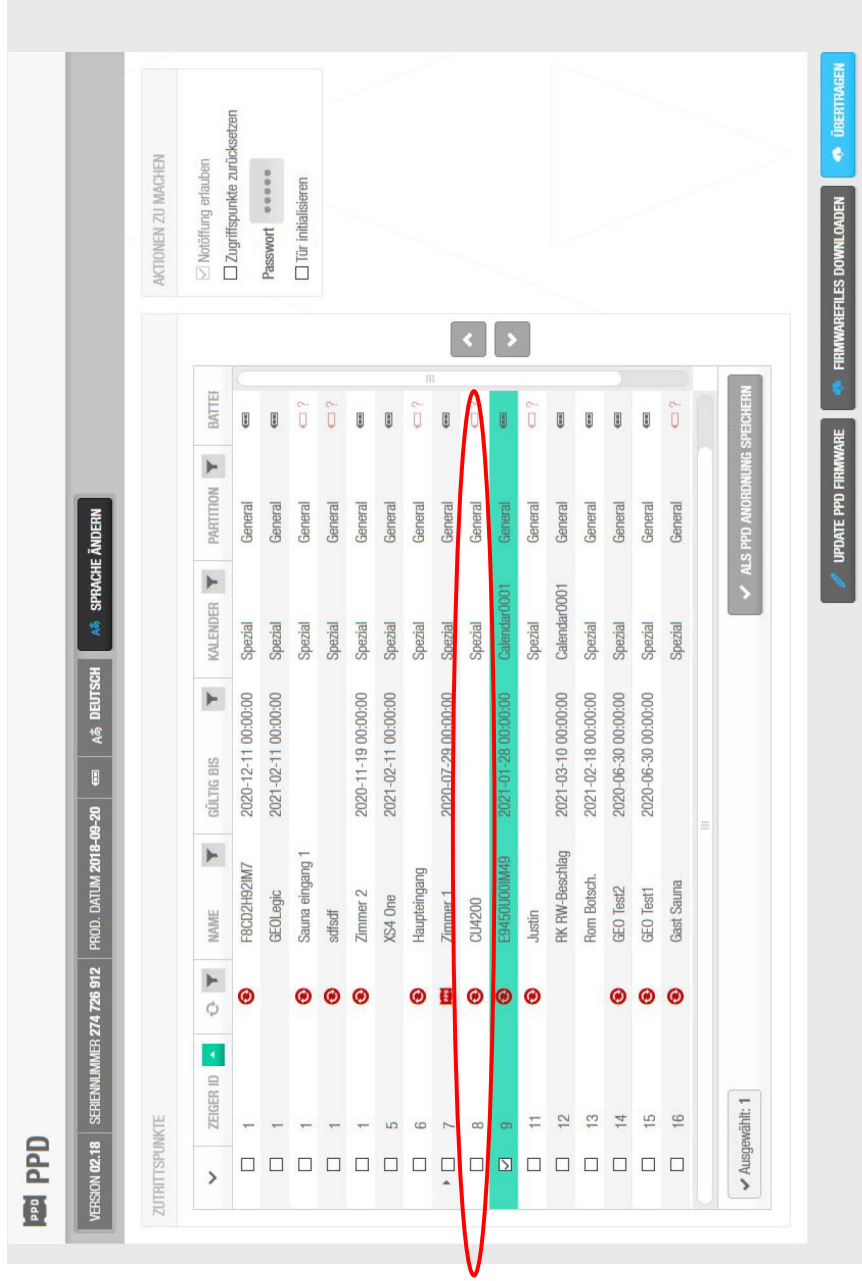 PPD PPD
VERSION 02.18 SERIENNUMMER 274 726 912 PROD. DATUM 2018-09-20 DEUTSCH SPRACHE ÄNDERN
ZUTRITTSPUNKTE
ZEIGER ID NAME GÜLTIG BIS KALENDER PARTITION BATTEI
1 F8CD2H92IM7 2020-12-11 00:00:00 Spezial General
1 GEOLegic 2021-02-11 00:00:00 Spezial General
1 Sauna eingang 1 Spezial General ?
1 sdfsdf Spezial General ?
1 Zimmer 2 2020-11-19 00:00:00 Spezial General
5 XS4 One 2021-02-11 00:00:00 Spezial General
6 Haupteingang Spezial General ?
7 Zimmer 1 2020-07-29 00:00:00 Spezial General
8 CU4200 Spezial General ?
9 E9450U00IM49 2021-01-28 00:00:00 Calendar0001 General
11 Justin Spezial General ?
12 RK RW-Beschlag 2021-03-10 00:00:00 Calendar0001 General
13 Rom Botsch. 2021-02-18 00:00:00 Spezial General
14 GEO Test2 2020-06-30 00:00:00 Spezial General
15 GEO Test1 2020-06-30 00:00:00 Spezial General
16 Gast Sauna Spezial General ?
Ausgewählt: 1 ALS PPD ANORDNUNG SPEICHERN
AKTIONEN ZU MACHEN
Notöffnung erlauben
Zugriffspunkte zurücksetzen
Passwort •••••
Tür initialisieren
UPDATE PPD FIRMWARE FIRMWAREFILES DOWNLOADEN ÜBERTRAGEN